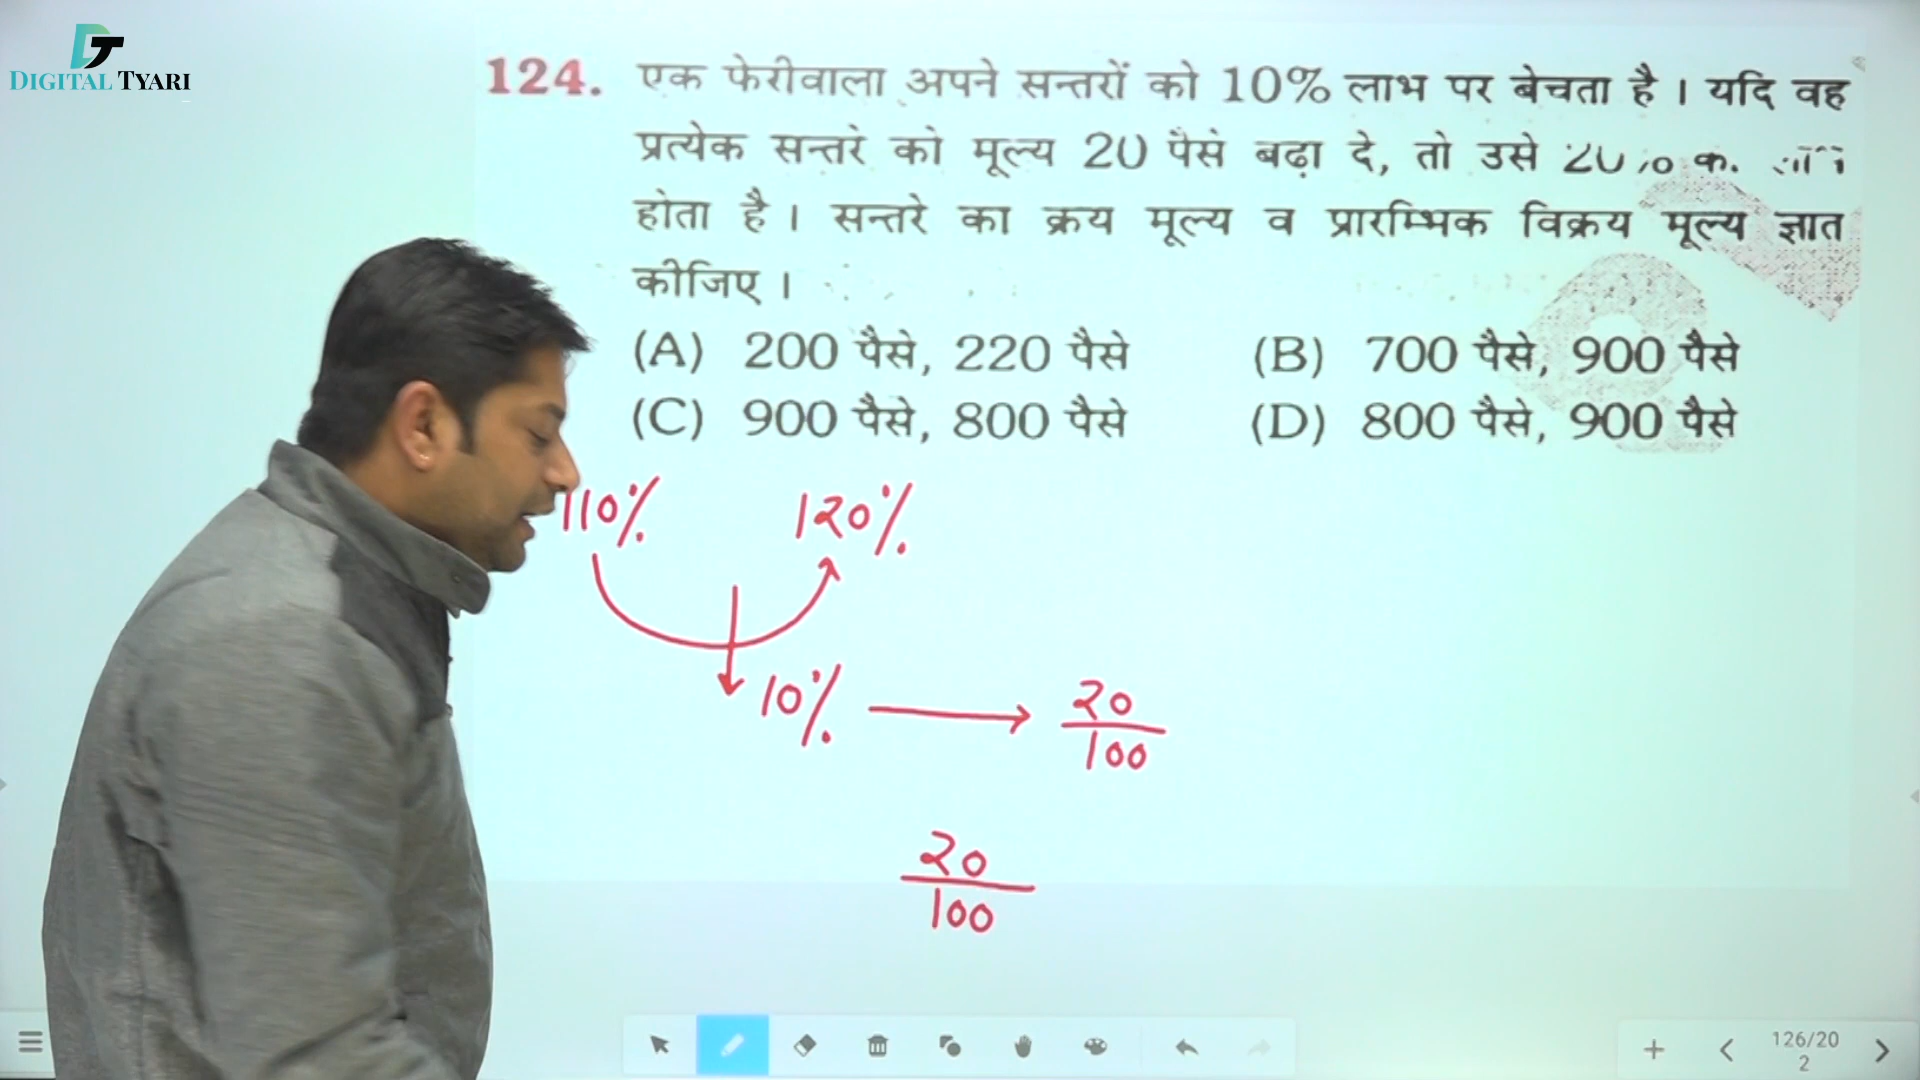 DIGITAL TYARI
124. एक फेरीवाला अपने सन्तरों को 10% लाभ पर बेचता है । यदि वह
प्रत्येक सन्तरे को मूल्य 20 पैसे बढ़ा दे, तो उसे 20%
होता है । सन्तरे का क्रय मूल्य व प्रारम्भिक विक्रय मूल्य ज्ञात
कीजिए ।
(A) 200 पैसे, 220 पैसे (B) 700 पैसे, 900 पैसे
(C) 900 पैसे, 800 पैसे (D) 800 पैसे, 900 पैसे
110% 120%
10% 20
100
20
100
126/20
2